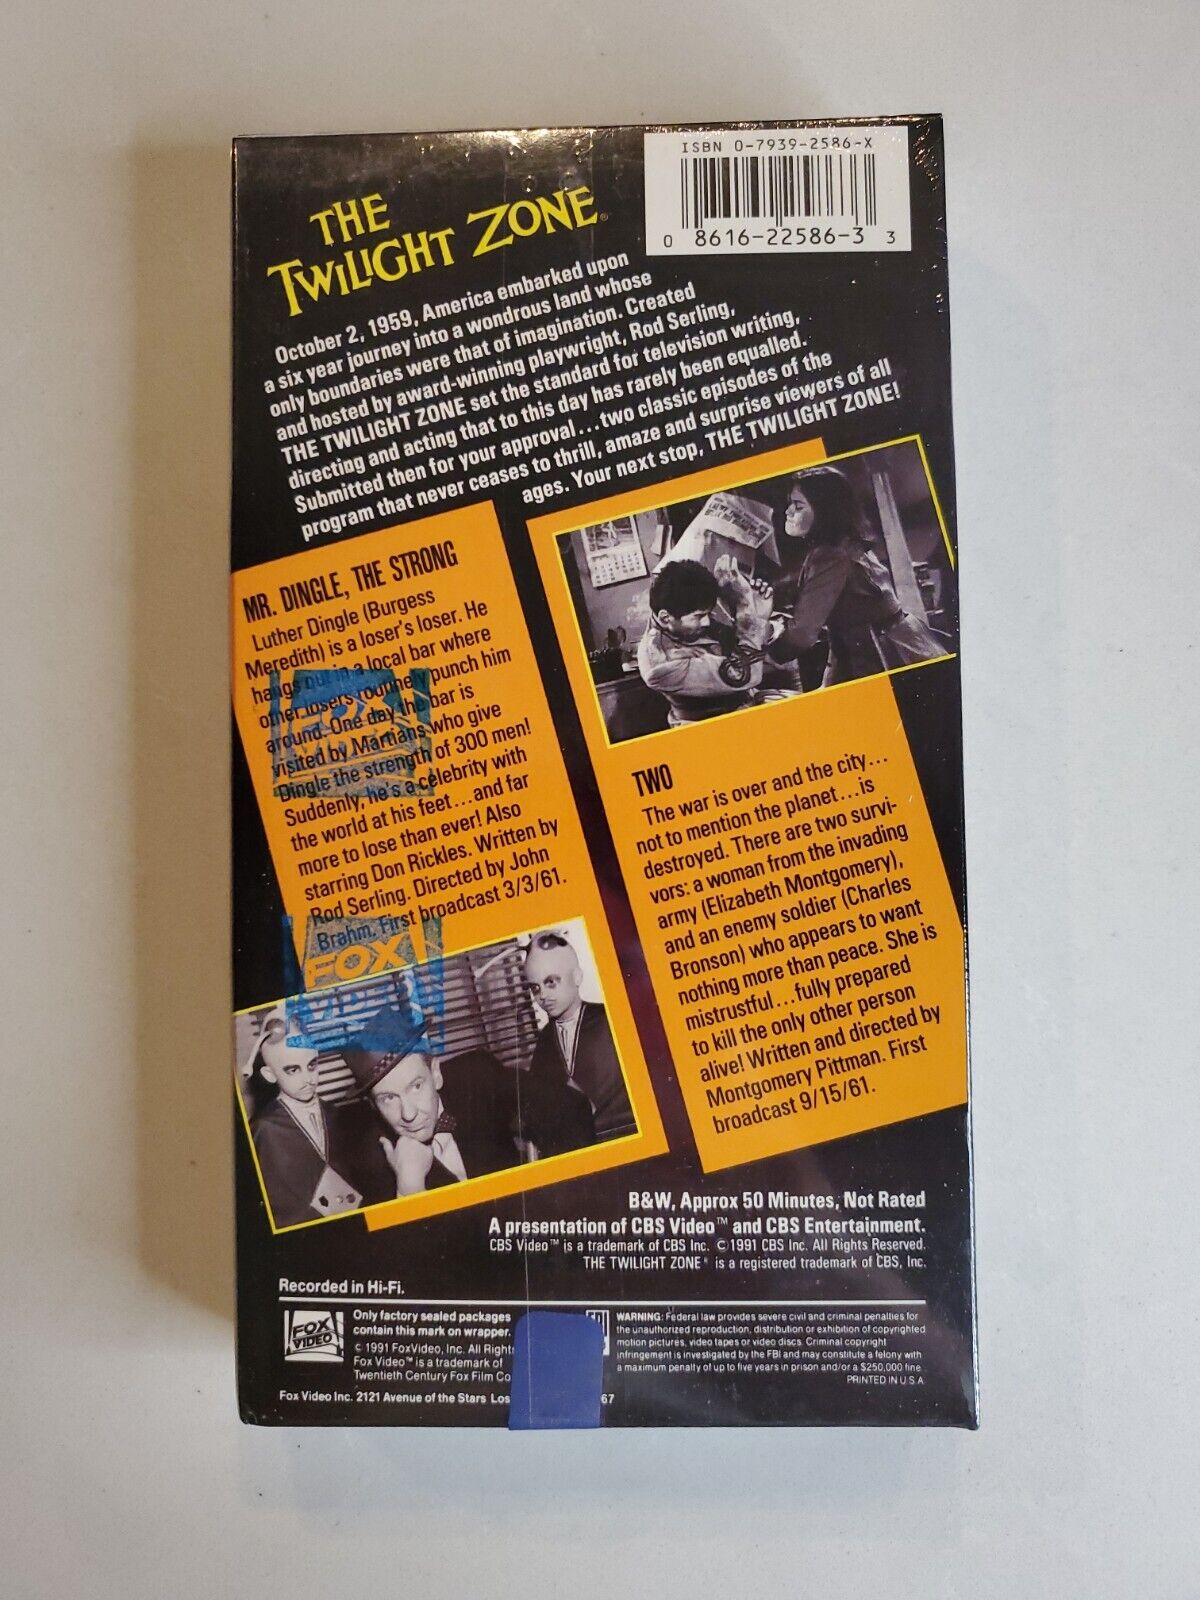 ISBN 0-7939-2586-X
0 8616-22586-3 3
THE
TWILIGHT ZONE®
October 2, 1959, America embarked upon
a six year journey into a wondrous land whose
only boundaries were that of imagination. Created
and hosted by award-winning playwright, Rod Serling,
THE TWILIGHT ZONE set the standard for television writing,
directing and acting that to this day has rarely been equalled.
Submitted then for your approval...two classic episodes of the
program that never ceases to thrill, amaze and surprise viewers of all
ages. Your next stop, THE TWILIGHT ZONE!
MR. DINGLE, THE STRONG
Luther Dingle (Burgess
Meredith) is a loser's loser. He
hangs out in a local bar where
other losers routinely punch him
around. One day the bar is
visited by Martians who give
Dingle the strength of 300 men!
Suddenly, he's a celebrity with
the world at his feet...and far
more to lose than ever! Also
starring Don Rickles. Written by
Rod Serling. Directed by John
Brahm. First broadcast 3/3/61.
FOX
VIDEO
FOX
VIDEO
TWO
The war is over and the city...
not to mention the planet...is
destroyed. There are two survi-
vors: a woman from the invading
army (Elizabeth Montgomery),
and an enemy soldier (Charles
Bronson) who appears to want
nothing more than peace. She is
mistrustful...fully prepared
to kill the only other person
alive! Written and directed by
Montgomery Pittman. First
broadcast 9/15/61.
B&W, Approx 50 Minutes, Not Rated
A presentation of CBS Video™ and CBS Entertainment.
CBS Video™ is a trademark of CBS Inc. ©1991 CBS Inc. All Rights Reserved.
THE TWILIGHT ZONE® is a registered trademark of CBS, Inc.
Recorded in Hi-Fi.
FOX
VIDEO
Only factory sealed packages
contain this mark on wrapper.
© 1991 FoxVideo, Inc. All Right
Fox Video™ is a trademark of
Twentieth Century Fox Film Co
Fox Video Inc. 2121 Avenue of the Stars Los 67
WARNING: Federal law provides severe civil and criminal penalties for
the unauthorized reproduction, distribution or exhibition of copyrighted
motion pictures, video tapes or video discs. Criminal copyright
infringement is investigated by the FBI and may constitute a felony with
a maximum penalty of up to five years in prison and/or a $250,000 fine.
PRINTED IN U.S.A.